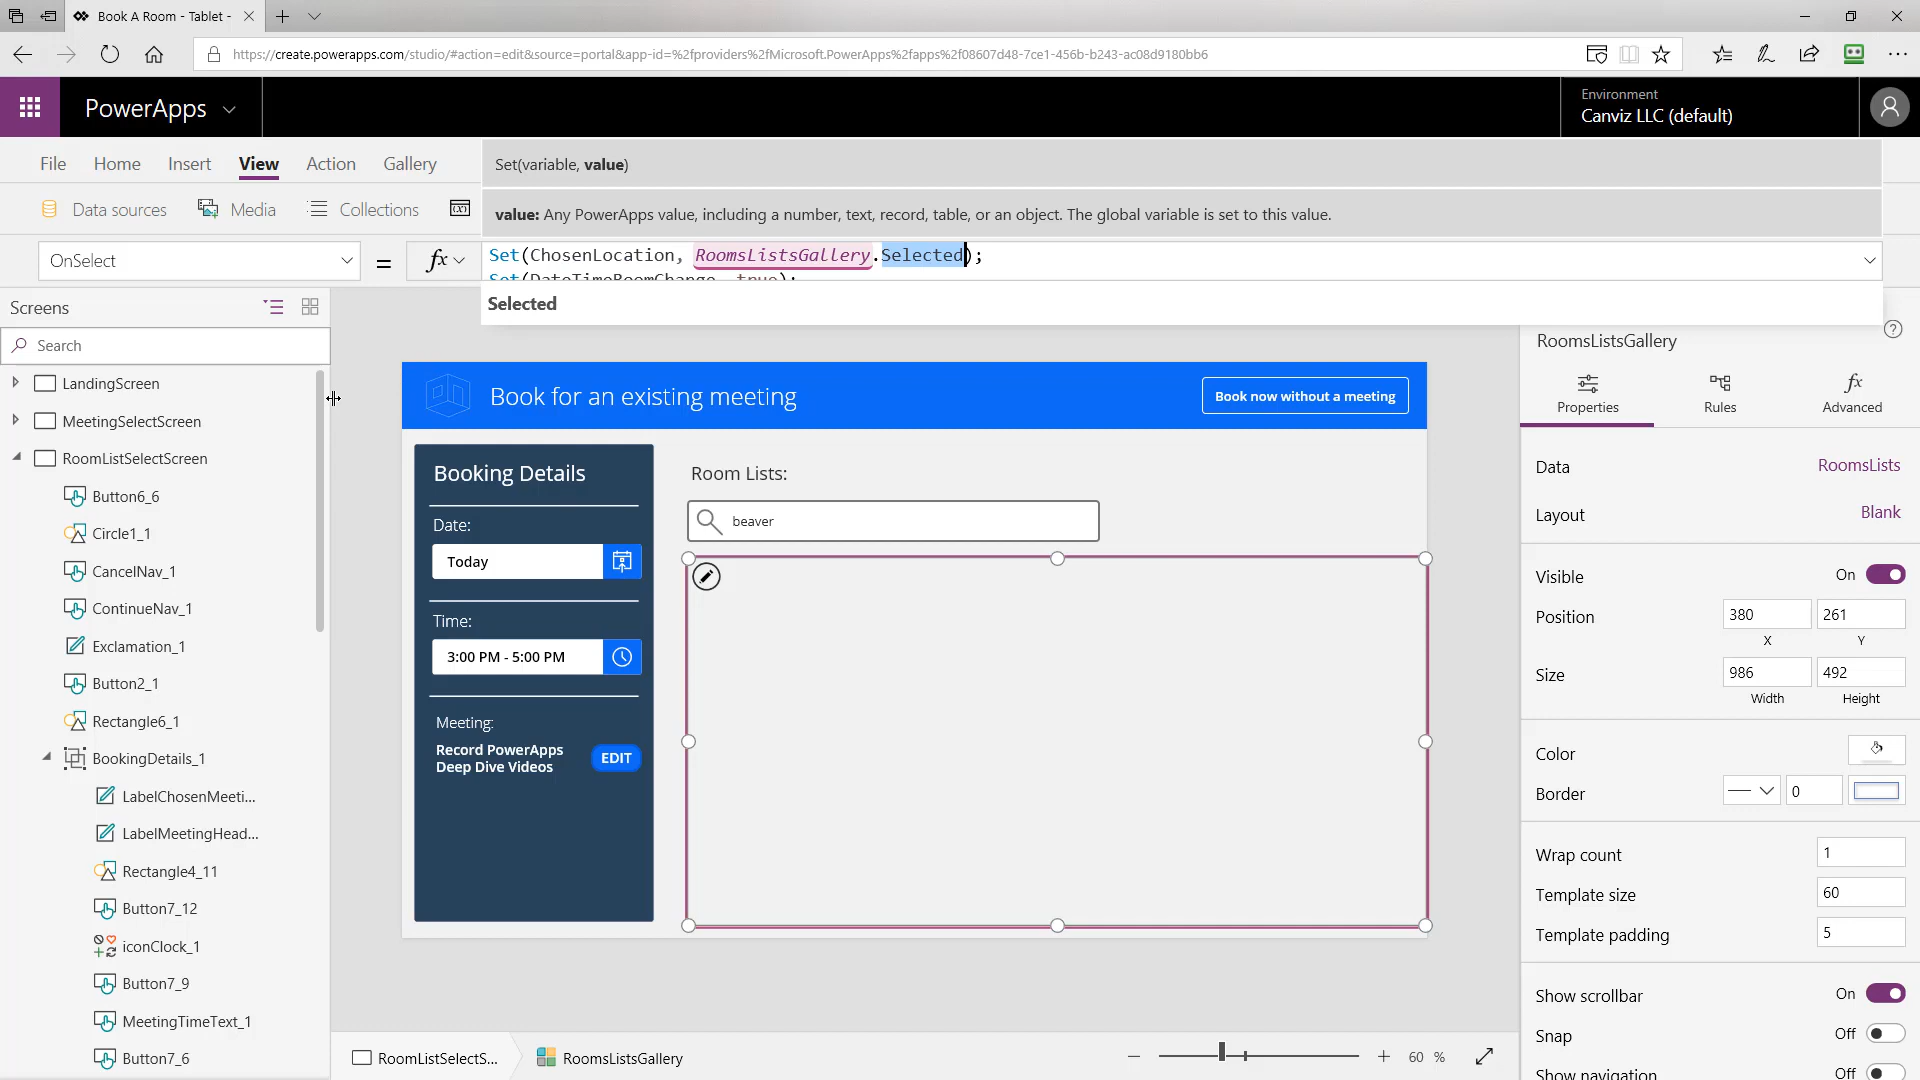 Book A Room - Tablet -
https://create.powerapps.com/studio/#action=edit&source=portal&app-id=%2fproviders%2fMicrosoft.PowerApps%2fapps%2f08607d48-7ce1-456b-b243-ac08d9180bb6
PowerApps
Environment
Canviz LLC (default)
File Home Insert View Action Gallery
Set(variable, value)
Data sources Media Collections
value: Any PowerApps value, including a number, text, record, table, or an object. The global variable is set to this value.
OnSelect = fx Set(ChosenLocation, RoomsListsGallery.Selected);
Set(DateTimeRoomChange, true);
Selected
Screens
Search
LandingScreen
MeetingSelectScreen
RoomListSelectScreen
Button6_6
Circle1_1
CancelNav_1
ContinueNav_1
Exclamation_1
Button2_1
Rectangle6_1
BookingDetails_1
LabelChosenMeeti...
LabelMeetingHead...
Rectangle4_11
Button7_12
iconClock_1
Button7_9
MeetingTimeText_1
Button7_6
Book for an existing meeting
Book now without a meeting
Booking Details
Date:
Today
Time:
3:00 PM - 5:00 PM
Meeting:
Record PowerApps
Deep Dive Videos
EDIT
Room Lists:
beaver
RoomListSelectS...
RoomsListsGallery
60 %
RoomsListsGallery
Properties Rules Advanced
Data RoomsLists
Layout Blank
Visible On
Position 380 261
X Y
Size 986 492
Width Height
Color
Border 0
Wrap count 1
Template size 60
Template padding 5
Show scrollbar On
Snap Off
Show navigation Off